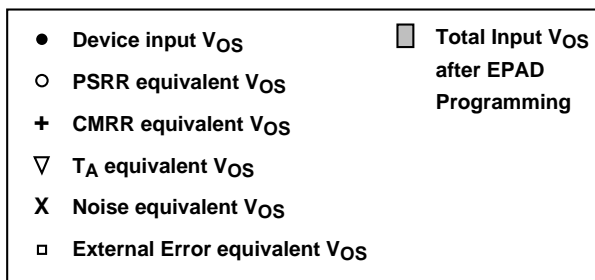 ● Device input VOS
○ PSRR equivalent VOS
+ CMRR equivalent VOS
▽ TA equivalent VOS
X Noise equivalent VOS
□ External Error equivalent VOS
Total Input VOS
after EPAD
Programming